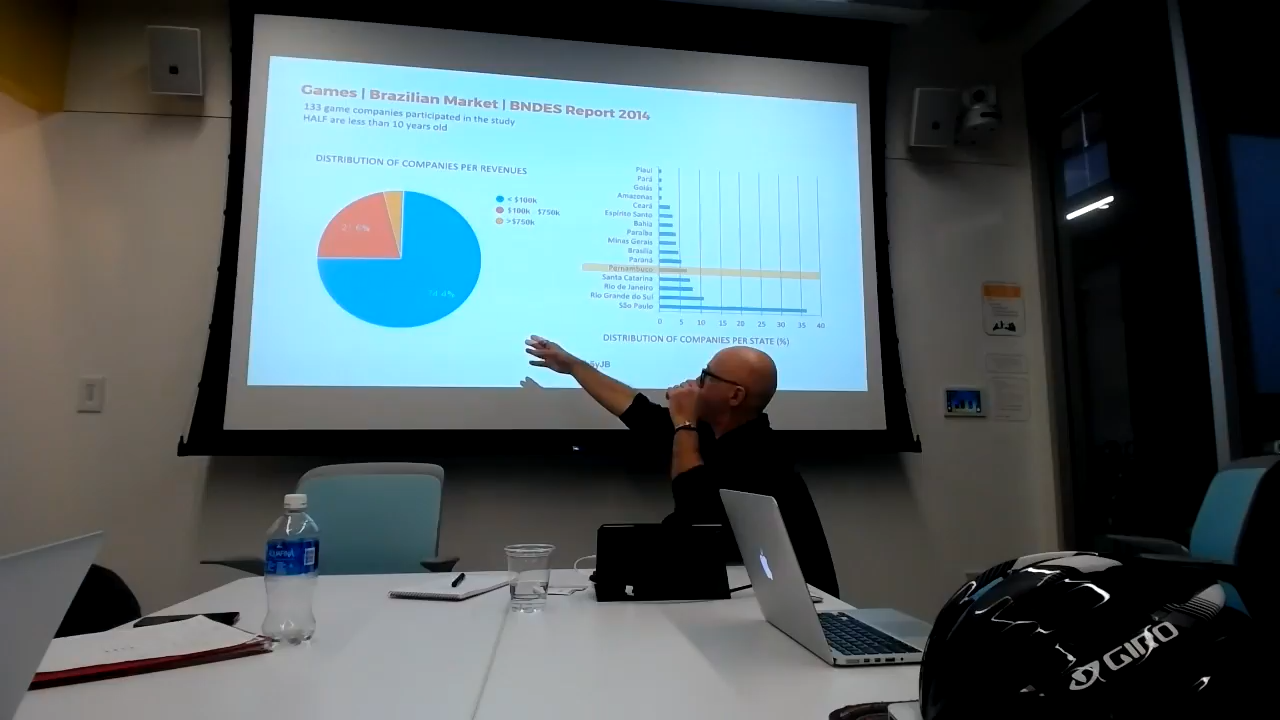 Games | Brazilian Market | BNDES Report 2014
133 game companies participated in the study
HALF are less than 10 years old
DISTRIBUTION OF COMPANIES PER REVENUES
< $100k
$100k - $750k
>$750k
Piauí
Pará
Goiás
Amazonas
Ceará
Espírito Santo
Bahia
Paraíba
Minas Gerais
Brasília
Paraná
Pernambuco
Santa Catarina
Rio de Janeiro
Rio Grande do Sul
São Paulo
0 5 10 15 20 25 30 35 40
DISTRIBUTION OF COMPANIES PER STATE (%)
AQUAFINA
GIRO